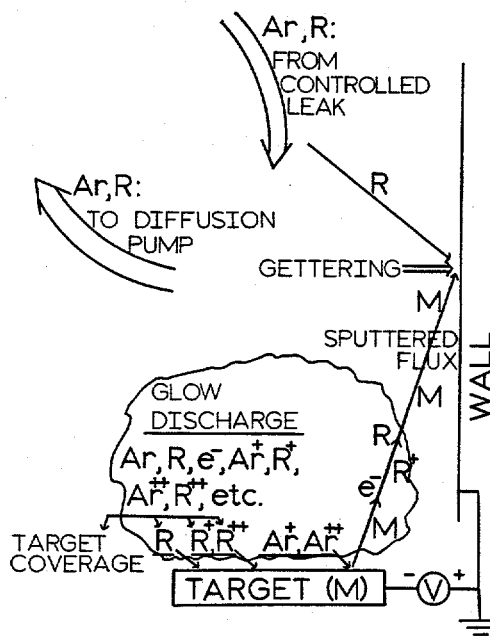 Ar,R:
FROM
CONTROLLED
LEAK
R
Ar,R:
TO DIFFUSION
PUMP
GETTERING
M
SPUTTERED
FLUX
M
WALL
GLOW
DISCHARGE
Ar, R, e⁻, Ar⁺, R⁺,
Ar⁺⁺, R⁺⁺, etc.
R
e⁻ R⁺
M
TARGET
COVERAGE
R R⁺ R⁺⁺ Ar⁺, Ar⁺⁺
TARGET (M)
- V +